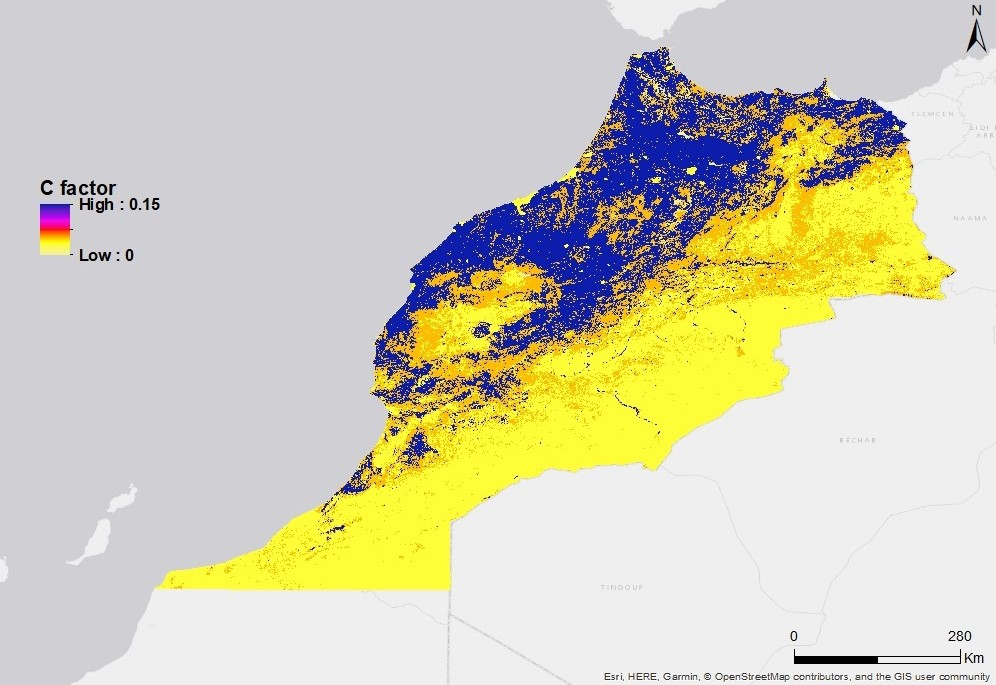 N
TLEMCEN
C factor
High : 0.15
NAAMA
Low : 0
BECHAR
TINDOUF
0 280
Km
Esri, HERE, Garmin, © OpenStreetMap contributors, and the GIS user community